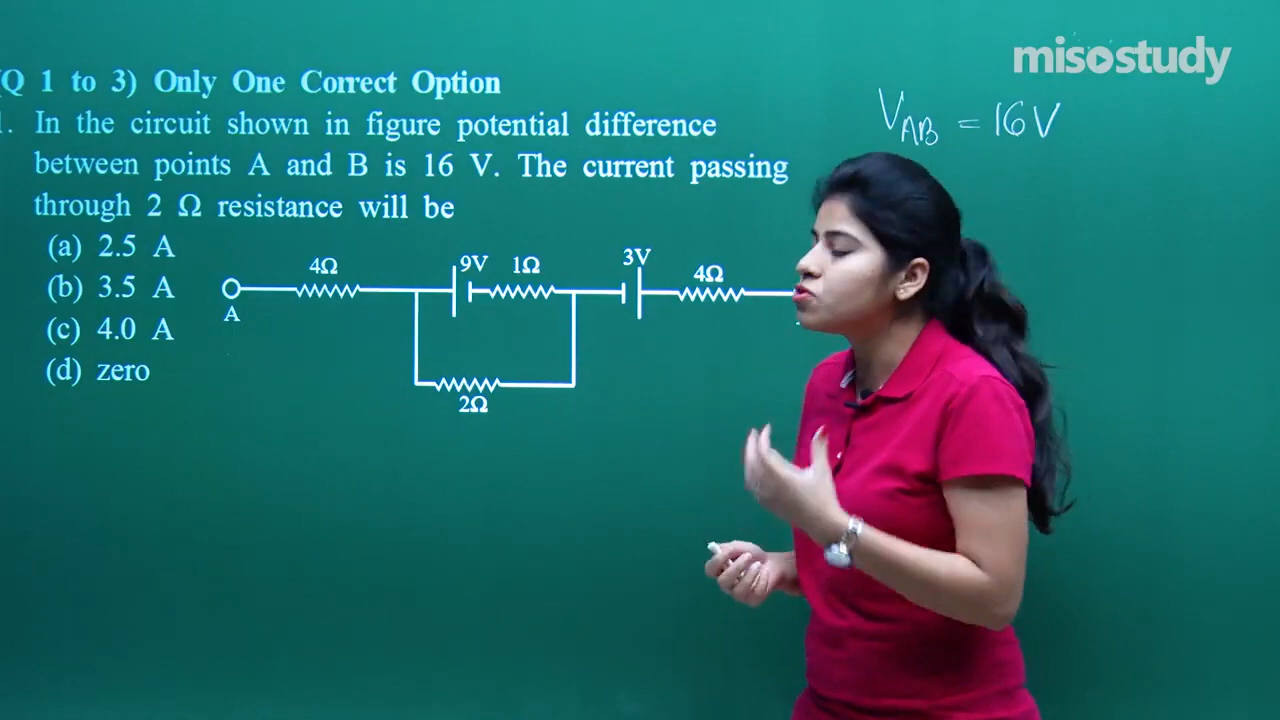 misostudy
(Q 1 to 3) Only One Correct Option
V_AB = 16V
1. In the circuit shown in figure potential difference
between points A and B is 16 V. The current passing
through 2 Ω resistance will be
(a) 2.5 A
(b) 3.5 A
(c) 4.0 A
(d) zero
4Ω 9V 1Ω 3V 4Ω
A
2Ω